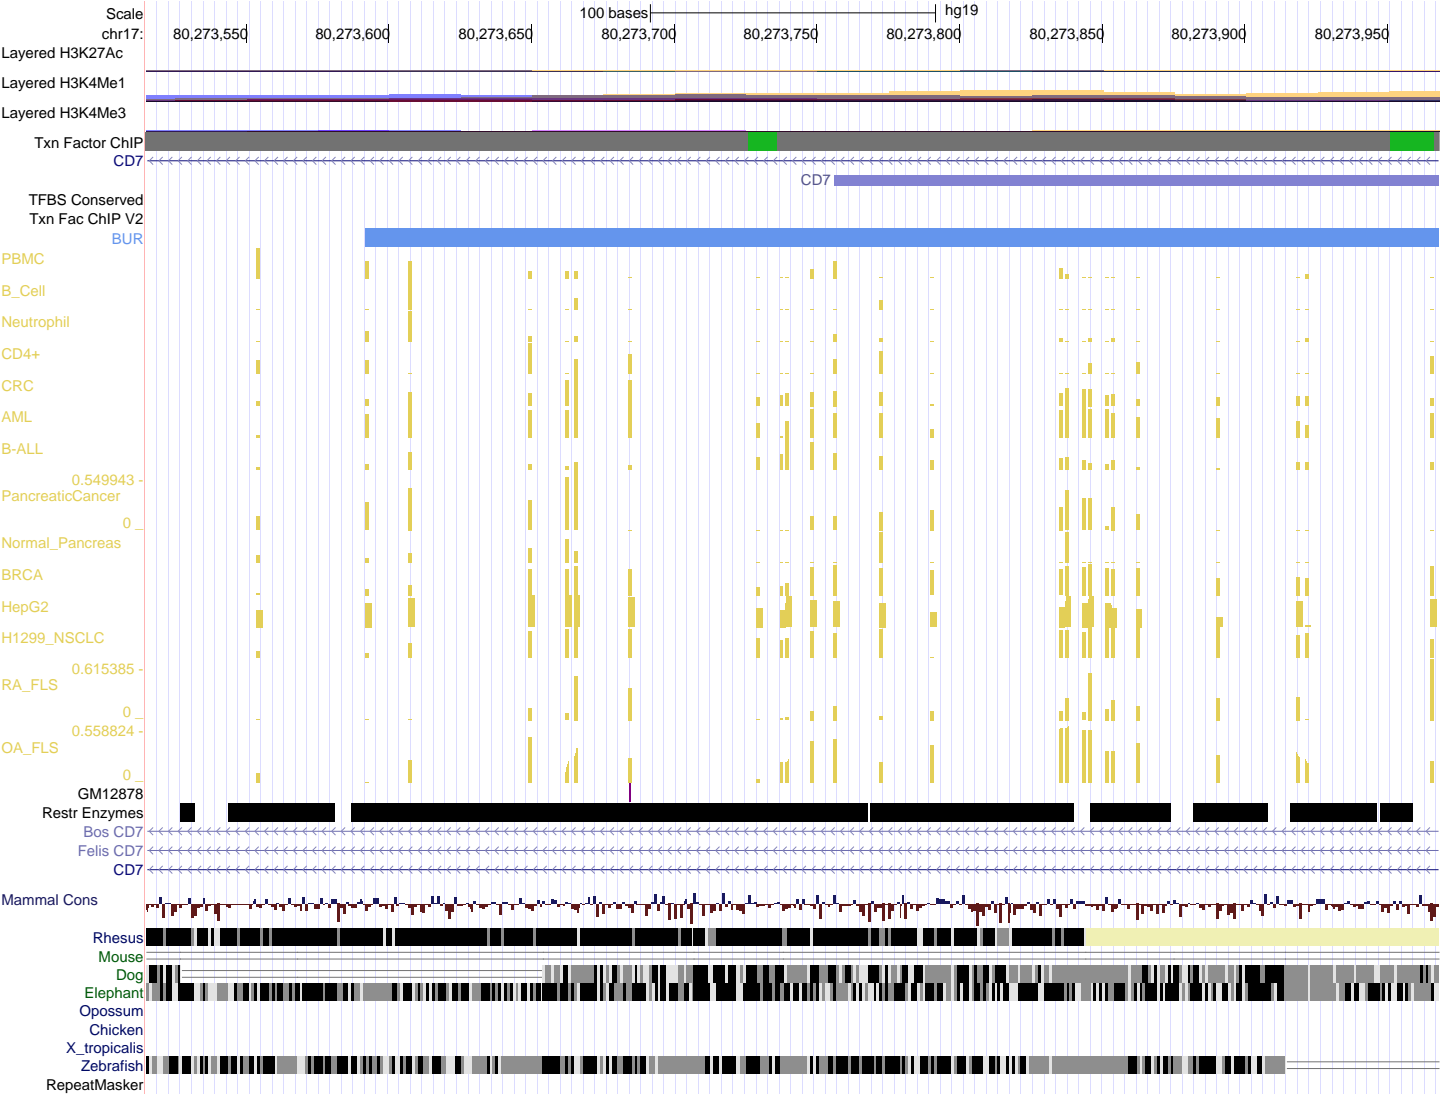 Scale 100 bases hg19
chr17: 80,273,550 80,273,600 80,273,650 80,273,700 80,273,750 80,273,800 80,273,850 80,273,900 80,273,950
Layered H3K27Ac
Layered H3K4Me1
Layered H3K4Me3
Txn Factor ChIP
CD7
CD7
TFBS Conserved
Txn Fac ChIP V2
BUR
PBMC
B_Cell
Neutrophil
CD4+
CRC
AML
B-ALL
0.549943 -
PancreaticCancer
0 _
Normal_Pancreas
BRCA
HepG2
H1299_NSCLC
0.615385 -
RA_FLS
0 _
0.558824 -
OA_FLS
0 _
GM12878
Restr Enzymes
Bos CD7
Felis CD7
CD7
Mammal Cons
Rhesus
Mouse
Dog
Elephant
Opossum
Chicken
X_tropicalis
Zebrafish
RepeatMasker